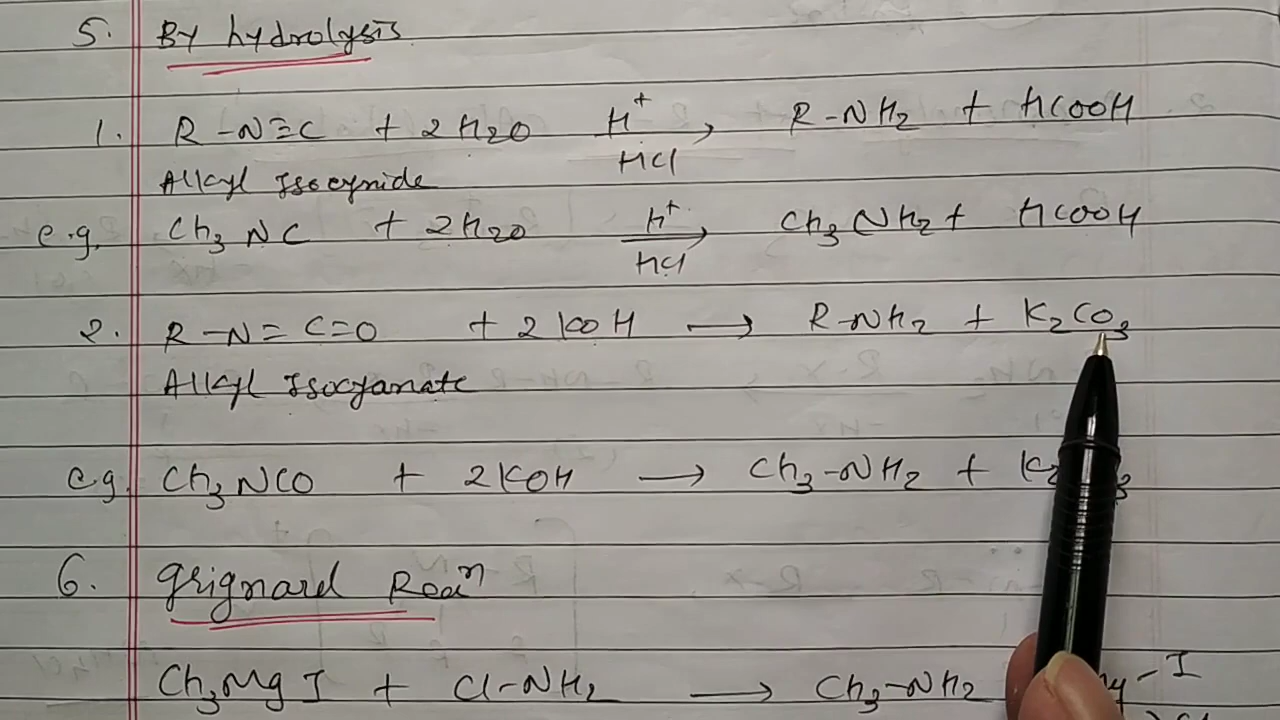 5. By hydrolysis
1. R-N≡C + 2H2O H+ HCl → R-NH2 + HCOOH
Alkyl Isocynide
e.g. CH3NC + 2H2O H+ HCl → CH3NH2 + HCOOH
2. R-N=C=O + 2KOH → R-NH2 + K2CO3
Alkyl Isocyanate
e.g. CH3NCO + 2KOH → CH3-NH2 +
6. Grignard Reaⁿ
CH3MgI + Cl-NH2 → CH3-NH2 -I